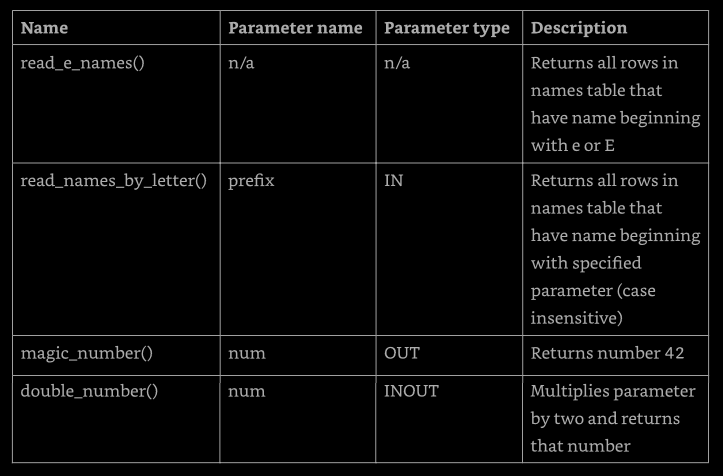 Name Parameter name Parameter type Description
read_e_names() n/a n/a Returns all rows in
names table that
have name beginning
with e or E
read_names_by_letter() prefix IN Returns all rows in
names table that
have name beginning
with specified
parameter (case
insensitive)
magic_number() num OUT Returns number 42
double_number() num INOUT Multiplies parameter
by two and returns
that number